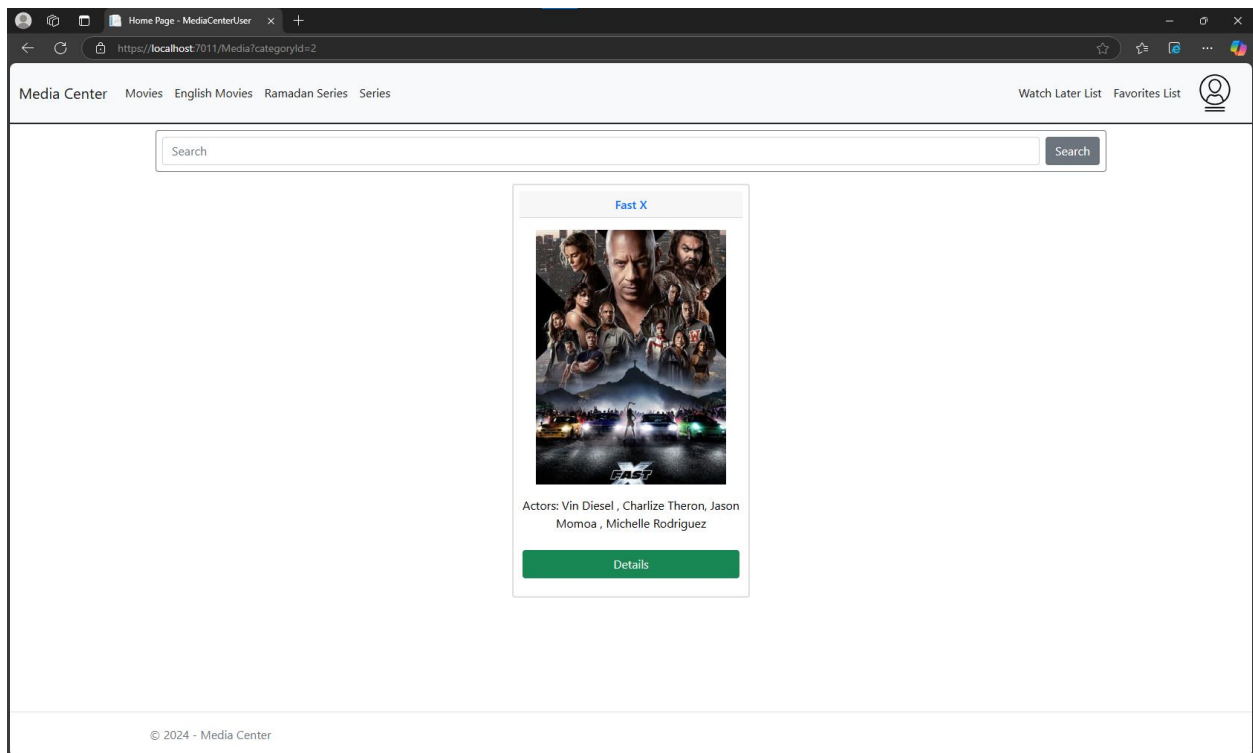 Home Page - MediaCenterUser
https://localhost:7011/Media?categoryId=2
Media Center Movies English Movies Ramadan Series Series Watch Later List Favorites List
Search Search
Fast X
FAST X
Actors: Vin Diesel , Charlize Theron, Jason
Momoa , Michelle Rodriguez
Details
© 2024 - Media Center